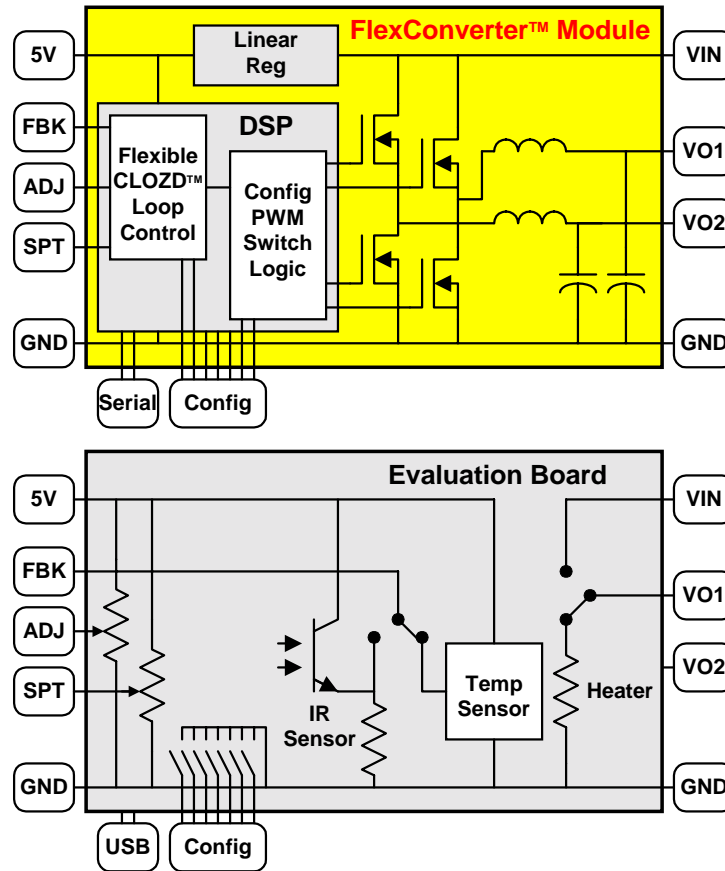 FlexConverter™ Module
5V
Linear
Reg
VIN
FBK
DSP
Flexible
CLOZD™
Loop
Control
Config
PWM
Switch
Logic
VO1
ADJ
VO2
SPT
GND
GND
Serial
Config
Evaluation Board
5V
VIN
FBK
VO1
ADJ
VO2
SPT
IR
Sensor
Temp
Sensor
Heater
GND
GND
USB
Config